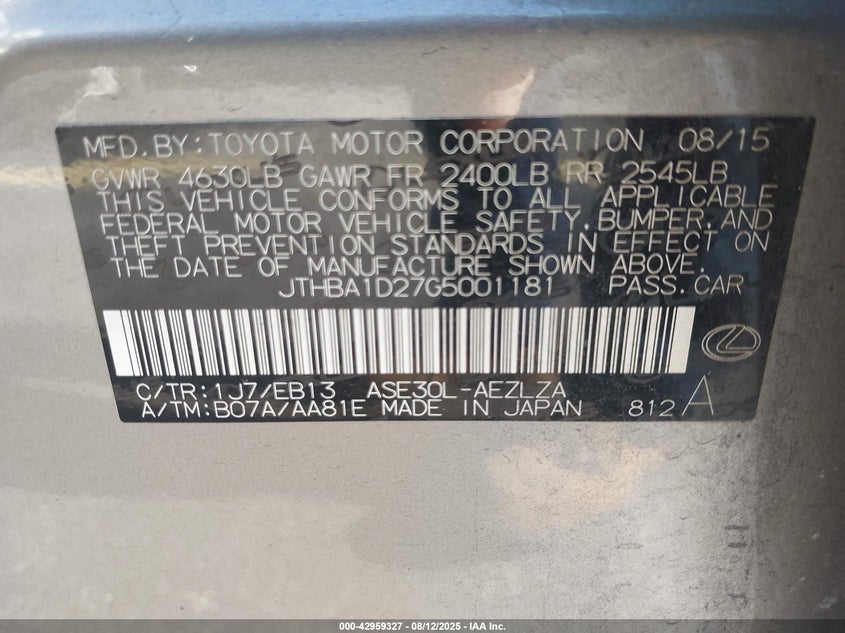 MFD.BY:TOYOTA MOTOR CORPORATION 08/15
GVWR 4630LB GAWR FR 2400LB RR 2545LB
THIS VEHICLE CONFORMS TO ALL APPLICABLE
FEDERAL MOTOR VEHICLE SAFETY,BUMPER,AND
THEFT PREVENTION STANDARDS IN EFFECT ON
THE DATE OF MANUFACTURE SHOWN ABOVE.
JTHBA1D27G5001181 PASS.CAR
C/TR:1J7/EB13 ASE30L-AEZLZA
A/TM:B07A/AA81E MADE IN JAPAN 812A
000-42959327 - 08/12/2025 - IAA Inc.